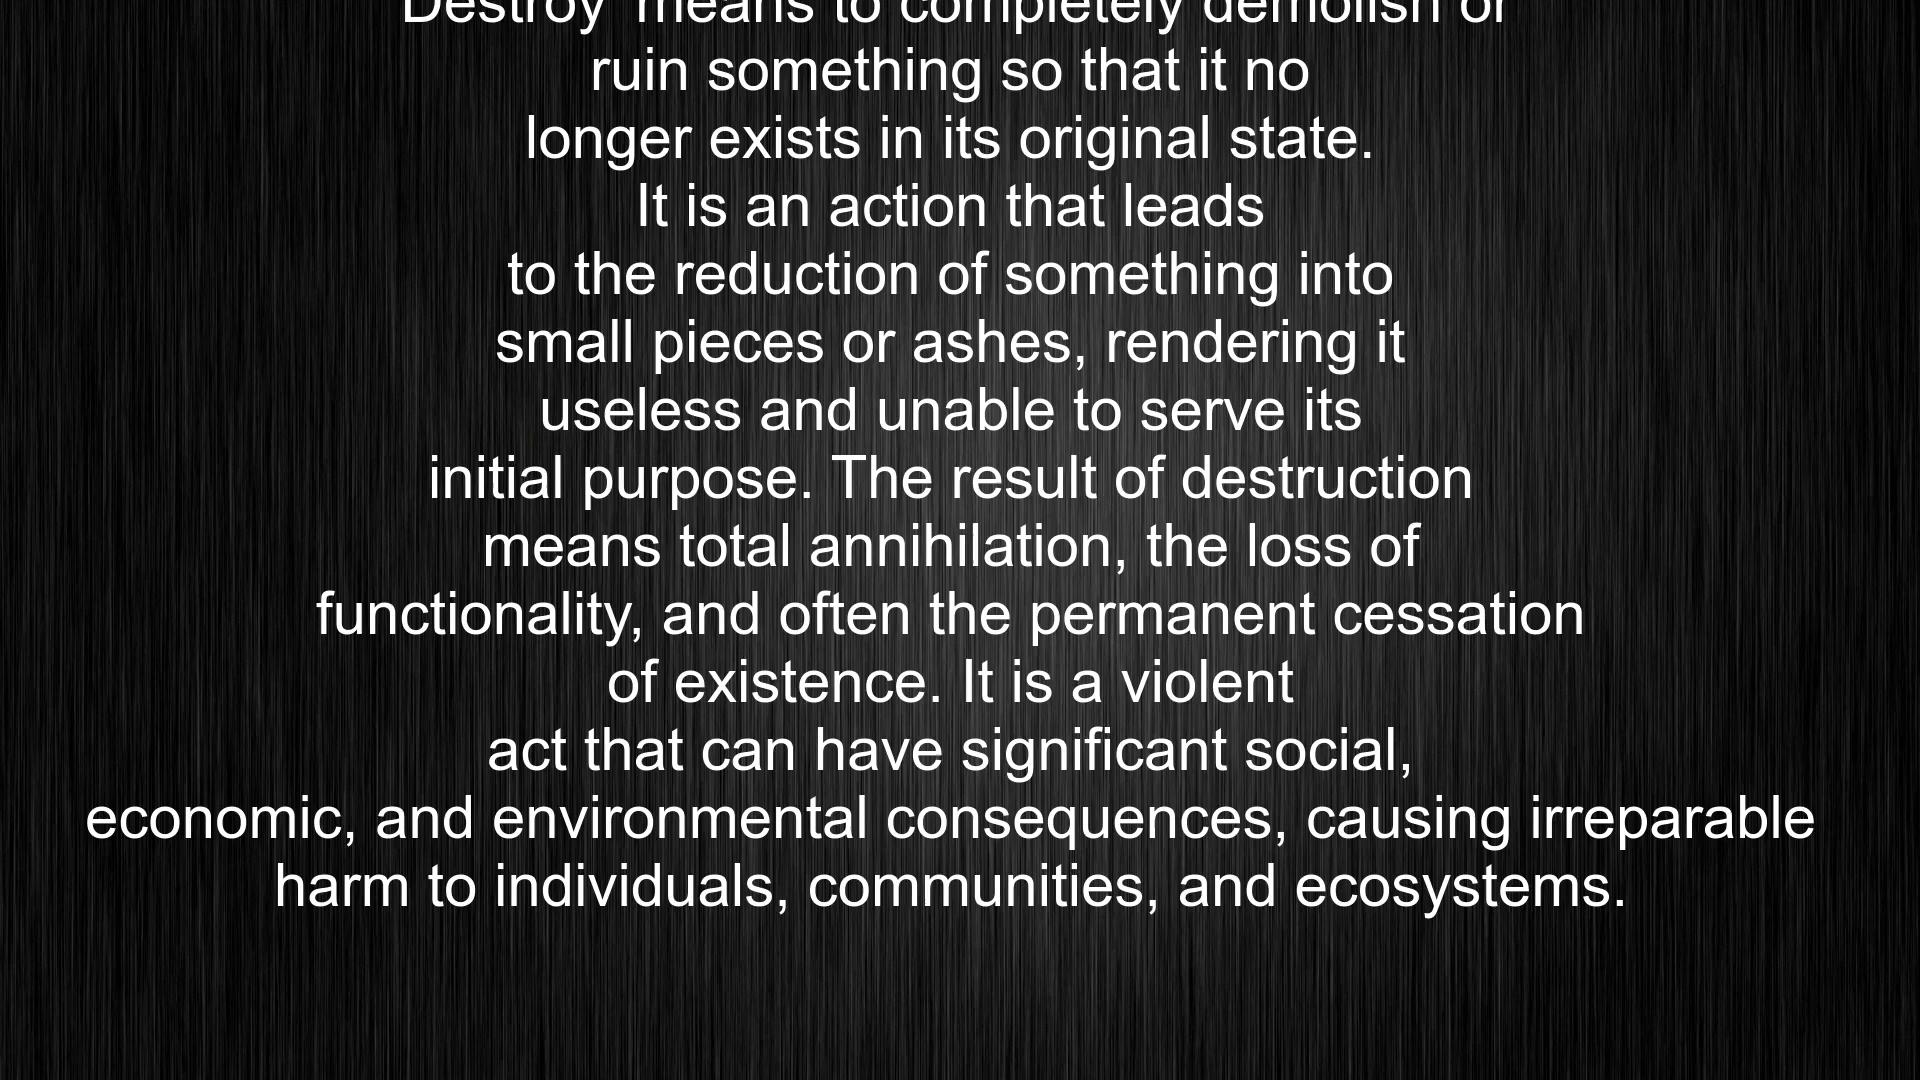 Destroy means to completely demolish or
ruin something so that it no
longer exists in its original state.
It is an action that leads
to the reduction of something into
small pieces or ashes, rendering it
useless and unable to serve its
initial purpose. The result of destruction
means total annihilation, the loss of
functionality, and often the permanent cessation
of existence. It is a violent
act that can have significant social,
economic, and environmental consequences, causing irreparable
harm to individuals, communities, and ecosystems.